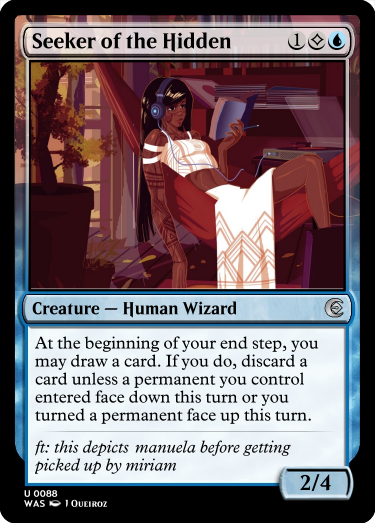 Seeker of the Hidden 1
Creature — Human Wizard
At the beginning of your end step, you
may draw a card. If you do, discard a
card unless a permanent you control
entered face down this turn or you
turned a permanent face up this turn.
ft: this depicts manuela before getting
picked up by miriam
2/4
U 0088
WAS J QUEIROZ